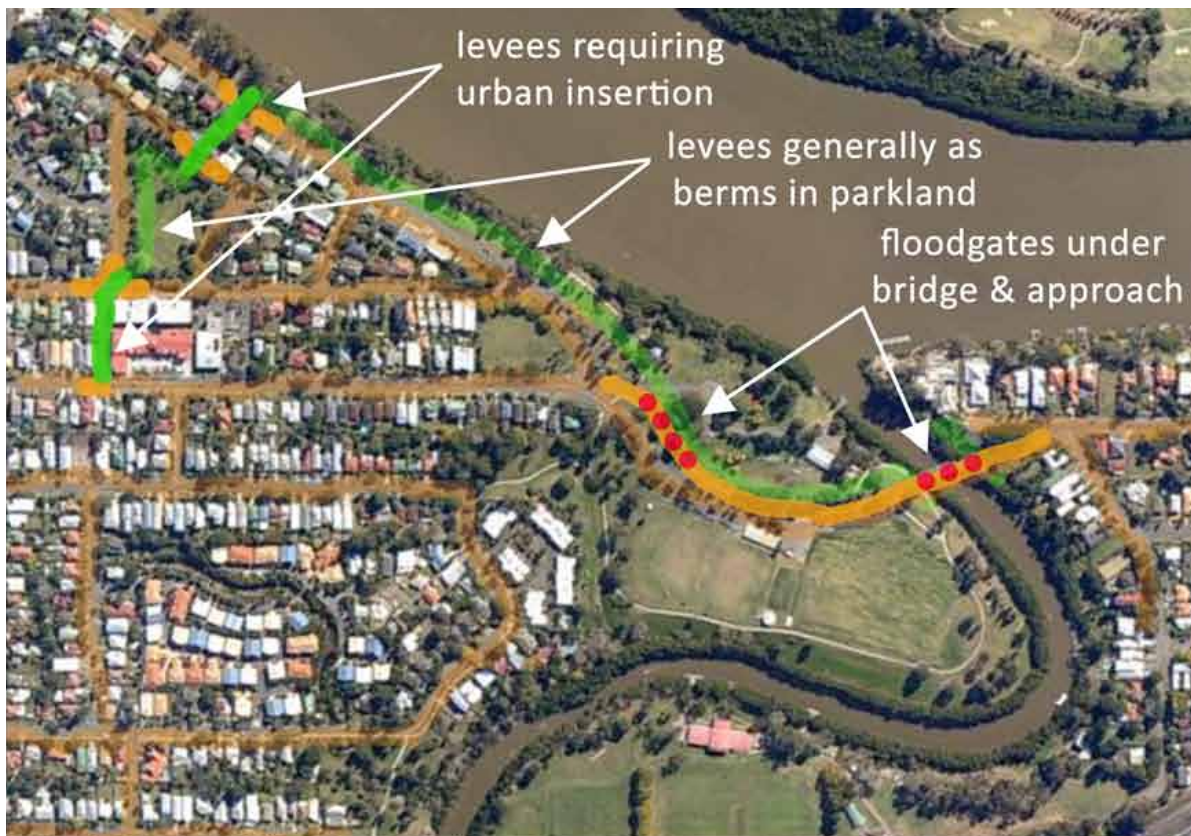 levees requiring
urban insertion
levees generally as
berms in parkland
floodgates under
bridge & approach